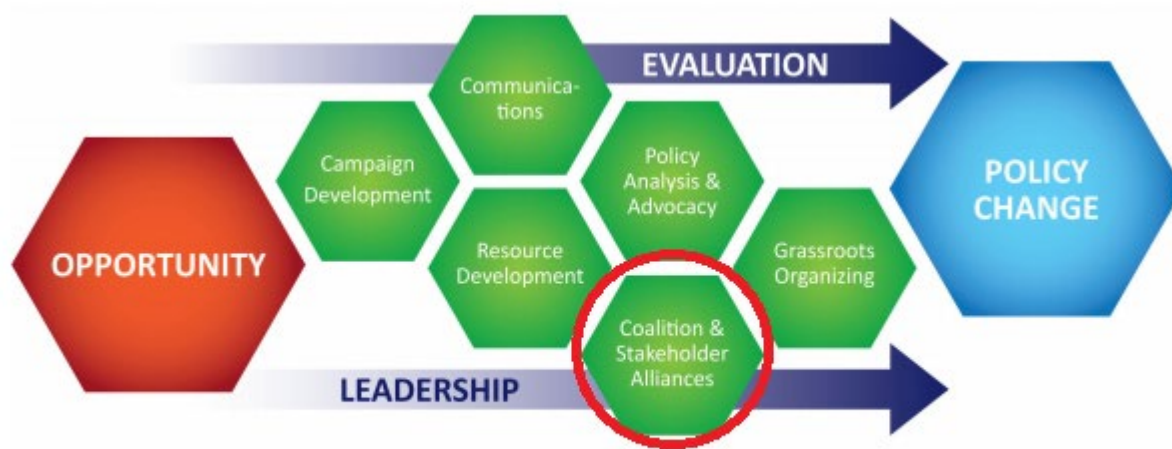 EVALUATION
Communica-
tions
Campaign
Development
Policy
Analysis &
Advocacy
POLICY
CHANGE
OPPORTUNITY
Resource
Development
Grassroots
Organizing
Coalition &
Stakeholder
Alliances
LEADERSHIP